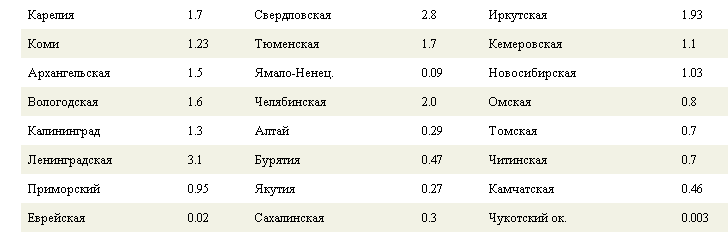 Карелия 1.7 Свердловская 2.8 Иркутская 1.93
Коми 1.23 Тюменская 1.7 Кемеровская 1.1
Архангельская 1.5 Ямало-Ненец. 0.09 Новосибирская 1.03
Вологодская 1.6 Челябинская 2.0 Омская 0.8
Калининград 1.3 Алтай 0.29 Томская 0.7
Ленинградская 3.1 Бурятия 0.47 Читинская 0.7
Приморский 0.95 Якутия 0.27 Камчатская 0.46
Еврейская 0.02 Сахалинская 0.3 Чукотский ок. 0.003